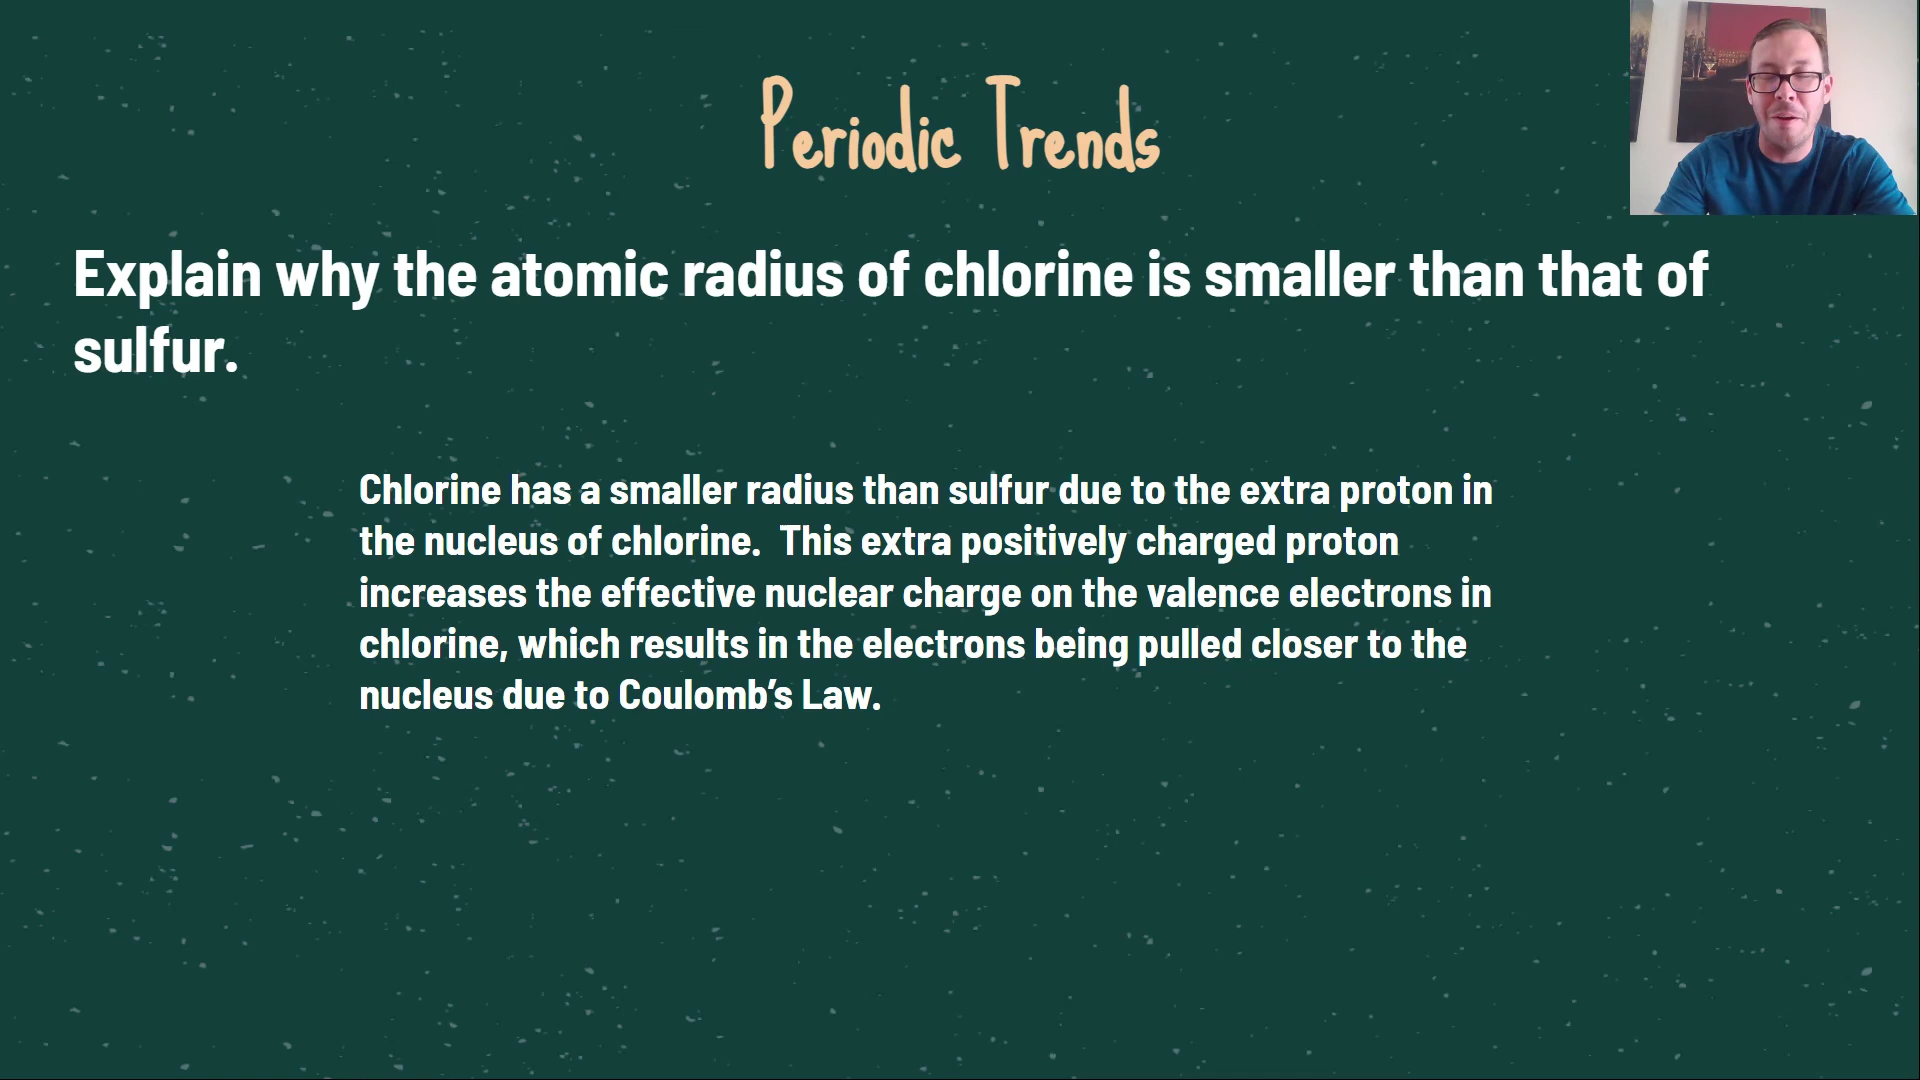 Periodic Trends
Explain why the atomic radius of chlorine is smaller than that of
sulfur.
Chlorine has a smaller radius than sulfur due to the extra proton in
the nucleus of chlorine.  This extra positively charged proton
increases the effective nuclear charge on the valence electrons in
chlorine, which results in the electrons being pulled closer to the
nucleus due to Coulomb’s Law.